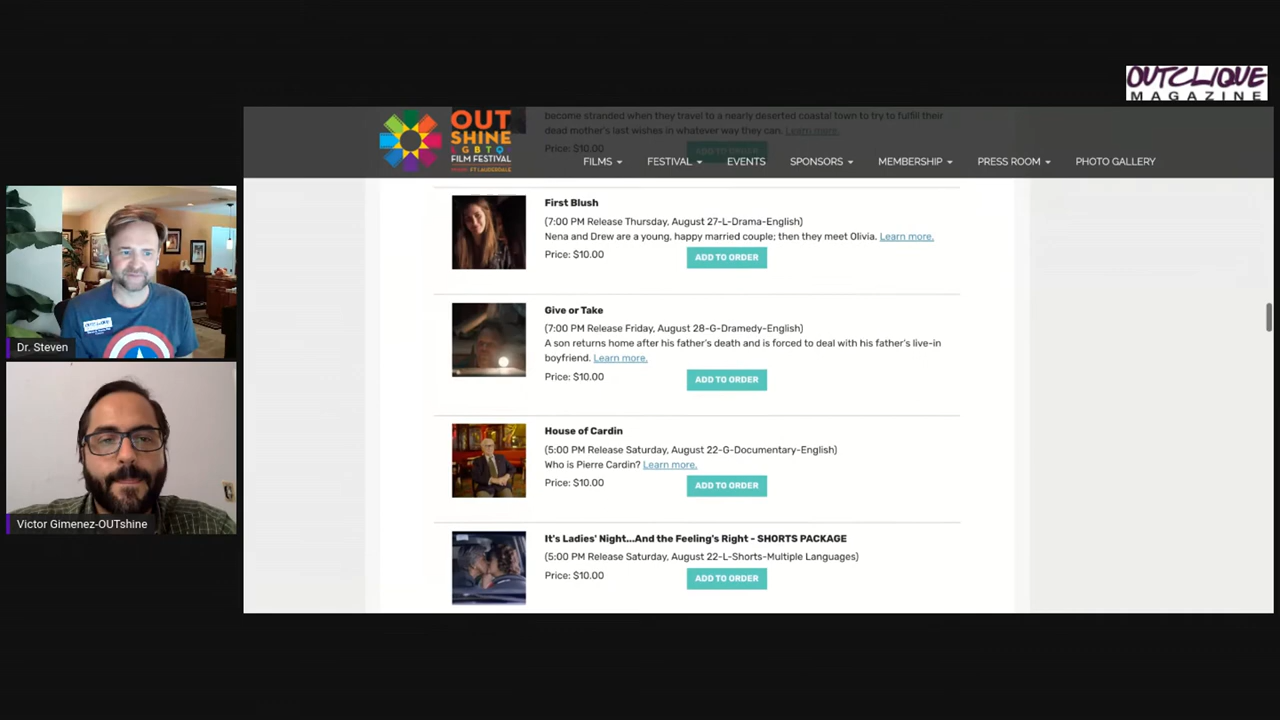 OUTCLIQUE
MAGAZINE
become stranded when they travel to a nearly deserted coastal town to try to fulfill their
dead mother's last wishes in whatever way they can. Learn more.
Price: $10.00
ADD TO ORDER
OUT
SHINE
LGBTQ
FILM FESTIVAL
FILMS
FESTIVAL
EVENTS
SPONSORS
MEMBERSHIP
PRESS ROOM
PHOTO GALLERY
First Blush
(7:00 PM Release Thursday, August 27-L-Drama-English)
Nena and Drew are a young, happy married couple; then they meet Olivia. Learn more.
Price: $10.00
ADD TO ORDER
Give or Take
(7:00 PM Release Friday, August 28-G-Dramedy-English)
A son returns home after his father's death and is forced to deal with his father's live-in
boyfriend. Learn more.
Price: $10.00
ADD TO ORDER
House of Cardin
(5:00 PM Release Saturday, August 22-G-Documentary-English)
Who is Pierre Cardin? Learn more.
Price: $10.00
ADD TO ORDER
It's Ladies' Night...And the Feeling's Right - SHORTS PACKAGE
(5:00 PM Release Saturday, August 22-L-Shorts-Multiple Languages)
Price: $10.00
ADD TO ORDER
Dr. Steven
Victor Gimenez-OUTshine